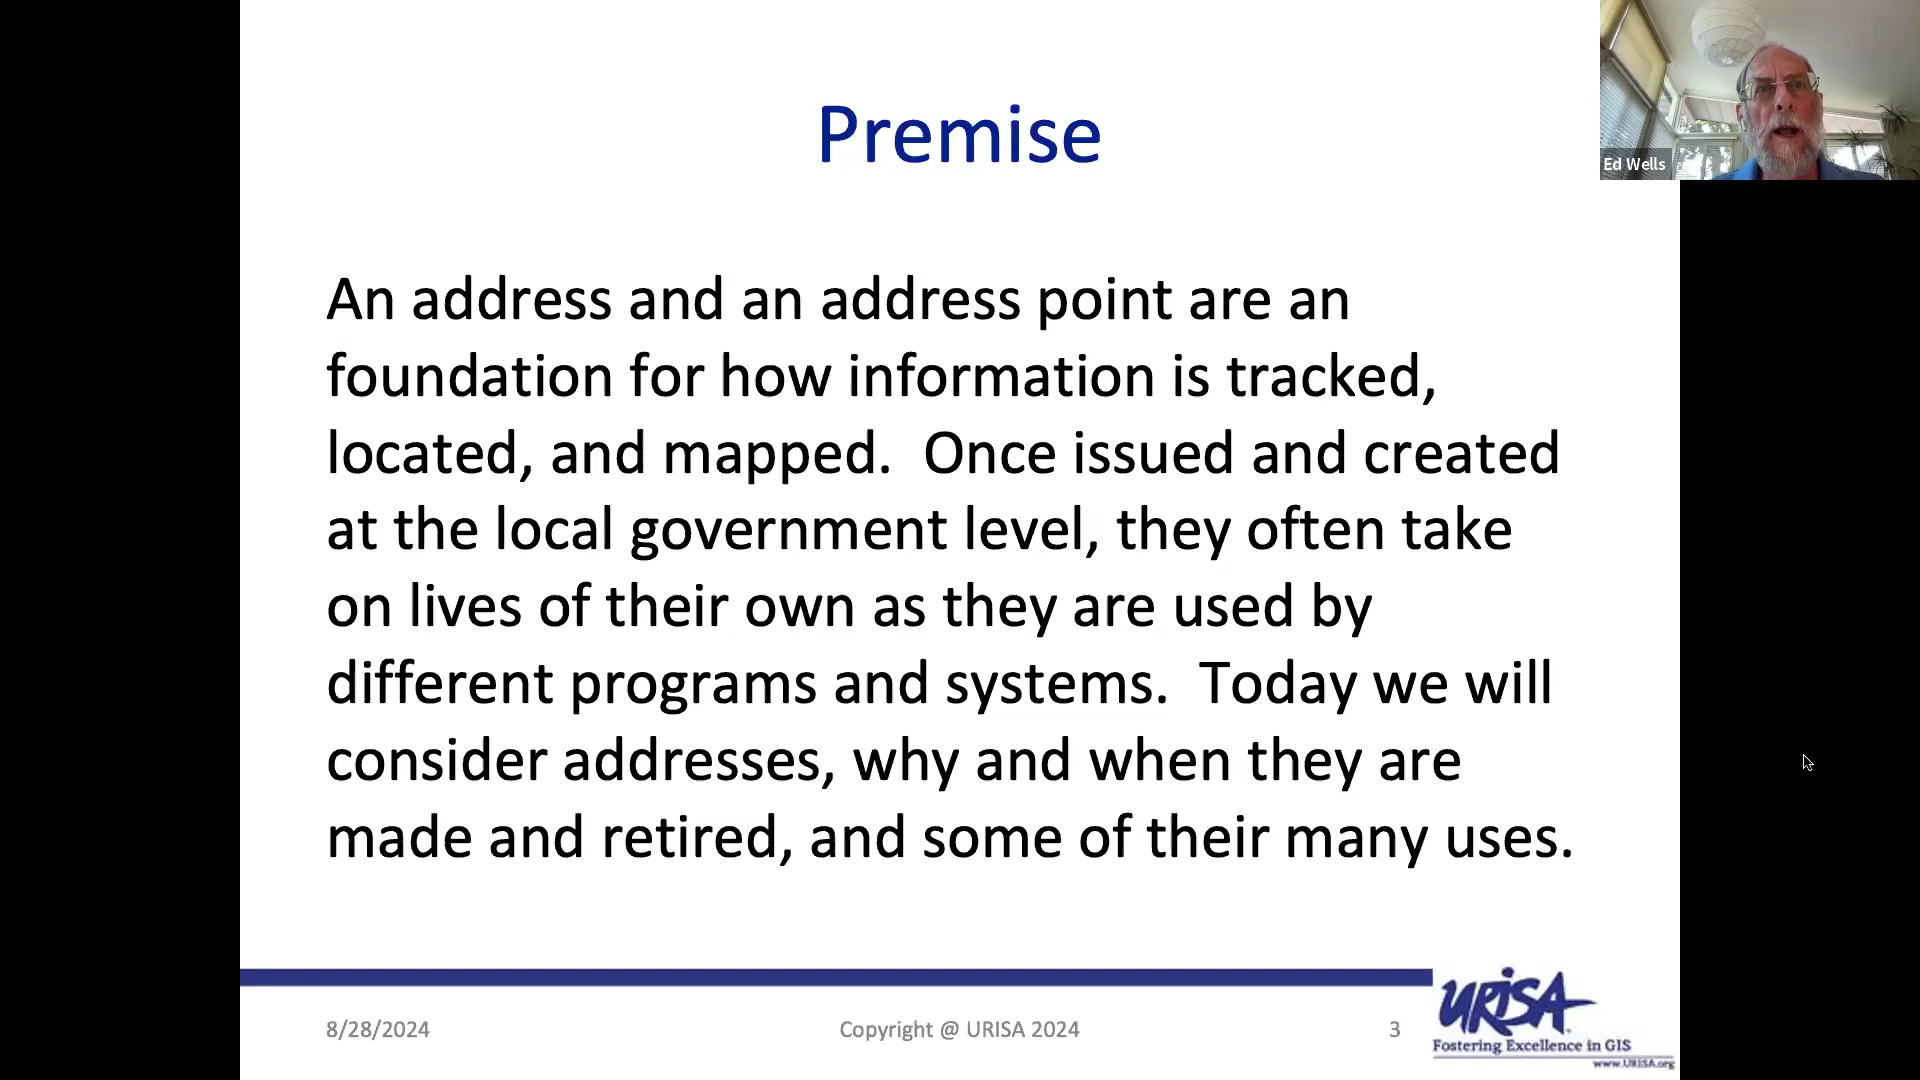 Premise
Ed Wells
An address and an address point are an
foundation for how information is tracked,
located, and mapped.  Once issued and created
at the local government level, they often take
on lives of their own as they are used by
different programs and systems.  Today we will
consider addresses, why and when they are
made and retired, and some of their many uses.
8/28/2024
Copyright @ URISA 2024
3
URISA
Fostering Excellence in GIS
www.URISA.org